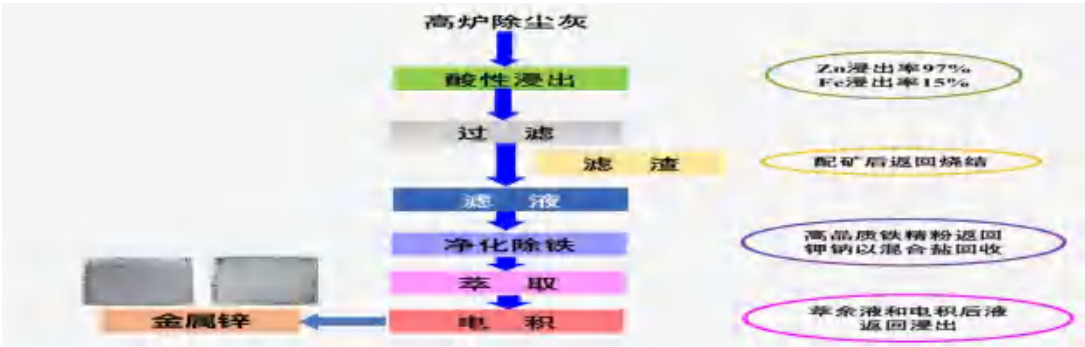 高炉除尘灰
酸性浸出
Zn浸出率97%
Fe浸出率15%
过 滤
滤 渣
配矿后返回烧结
滤 液
净化除铁
高品质铁精粉返回
钾钠以混合盐回收
萃 取
金属锌
电 积
萃余液和电积后液
返回浸出